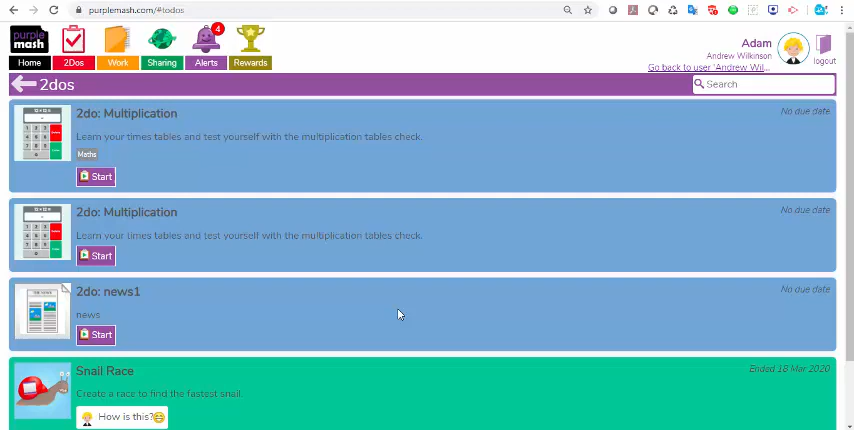 purplemash.com/#todos
purple mash
4
Home 2Dos Work Sharing Alerts Rewards
Adam
Andrew Wilkinson
Go back to user 'Andrew Wil...
logout
2dos
Search
2do: Multiplication
No due date
Learn your times tables and test yourself with the multiplication tables check.
Maths
Start
2do: Multiplication
No due date
Learn your times tables and test yourself with the multiplication tables check.
Start
2do: news1
No due date
news
Start
Snail Race
Ended 18 Mar 2020
Create a race to find the fastest snail.
How is this?